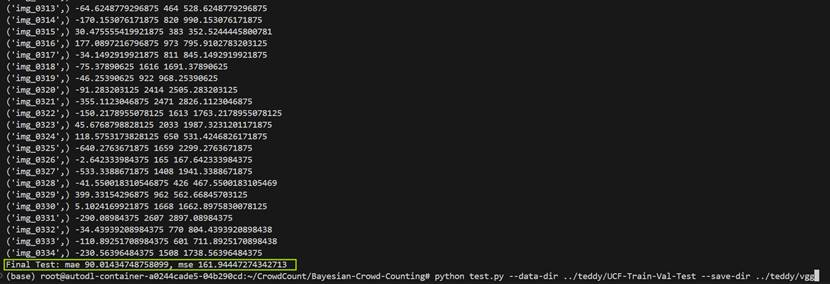 ('img_0313',) -64.6248779296875 464 528.6248779296875
('img_0314',) -170.153076171875 820 990.153076171875
('img_0315',) 30.475555419921875 383 352.5244445800781
('img_0316',) 177.0897216796875 973 795.9102783203125
('img_0317',) -34.1492919921875 811 845.1492919921875
('img_0318',) -75.37890625 1616 1691.37890625
('img_0319',) -46.25390625 922 968.25390625
('img_0320',) -91.283203125 2414 2505.283203125
('img_0321',) -355.1123046875 2471 2826.1123046875
('img_0322',) -150.2178955078125 1613 1763.2178955078125
('img_0323',) 45.6768798828125 2033 1987.3231201171875
('img_0324',) 118.5753173828125 650 531.4246826171875
('img_0325',) -640.2763671875 1659 2299.2763671875
('img_0326',) -2.642333984375 165 167.642333984375
('img_0327',) -533.3388671875 1408 1941.3388671875
('img_0328',) -41.550018310546875 426 467.5500183105469
('img_0329',) 399.33154296875 962 562.66845703125
('img_0330',) 5.1024169921875 1668 1662.8975830078125
('img_0331',) -290.08984375 2607 2897.08984375
('img_0332',) -34.43939208984375 770 804.4393920898438
('img_0333',) -110.89251708984375 601 711.8925170898438
('img_0334',) -230.56396484375 1508 1738.56396484375
Final Test: mae 90.01434748758099, mse 161.94447274342713
(base) root@autodl-container-a0244cade5-04b290cd:~/CrowdCount/Bayesian-Crowd-Counting# python test.py --data-dir ../teddy/UCF-Train-Val-Test --save-dir ../teddy/vgg